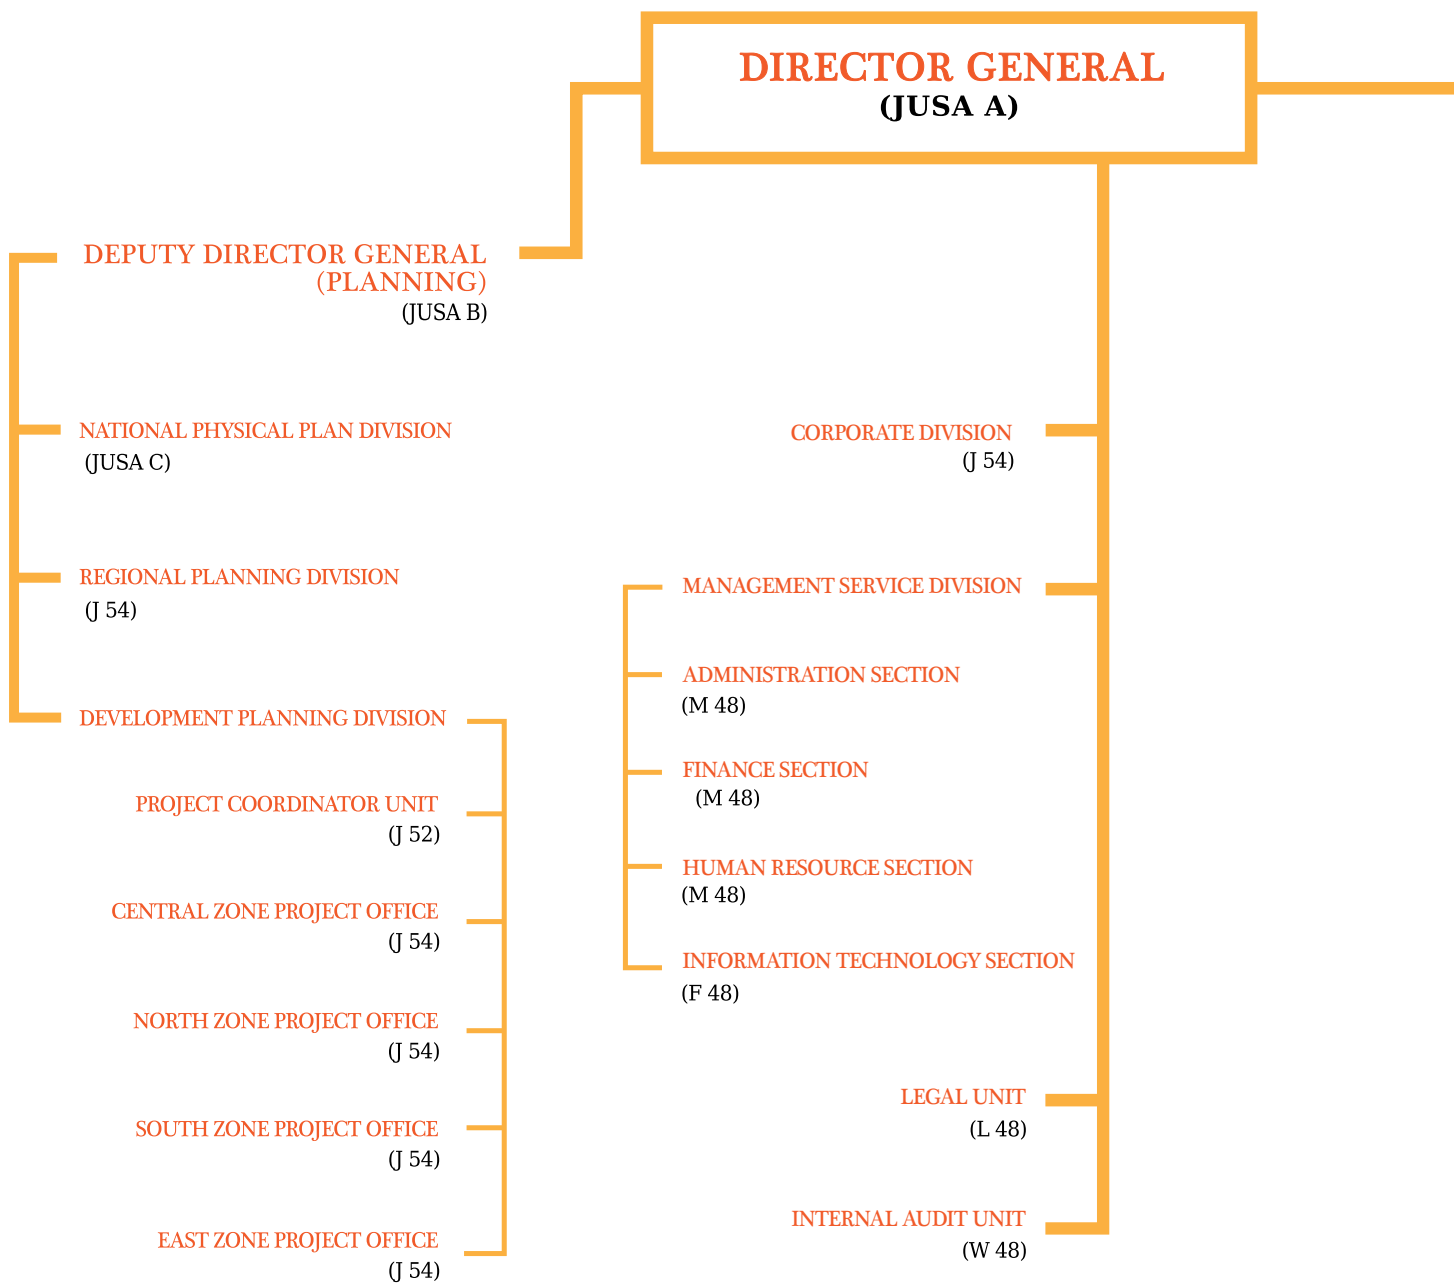 DIRECTOR GENERAL
(JUSA A)
DEPUTY DIRECTOR GENERAL
(PLANNING)
(JUSA B)
NATIONAL PHYSICAL PLAN DIVISION
(JUSA C)
REGIONAL PLANNING DIVISION
(J 54)
DEVELOPMENT PLANNING DIVISION
PROJECT COORDINATOR UNIT
(J 52)
CENTRAL ZONE PROJECT OFFICE
(J 54)
NORTH ZONE PROJECT OFFICE
(J 54)
SOUTH ZONE PROJECT OFFICE
(J 54)
EAST ZONE PROJECT OFFICE
(J 54)
CORPORATE DIVISION
(J 54)
MANAGEMENT SERVICE DIVISION
ADMINISTRATION SECTION
(M 48)
FINANCE SECTION
(M 48)
HUMAN RESOURCE SECTION
(M 48)
INFORMATION TECHNOLOGY SECTION
(F 48)
LEGAL UNIT
(L 48)
INTERNAL AUDIT UNIT
(W 48)